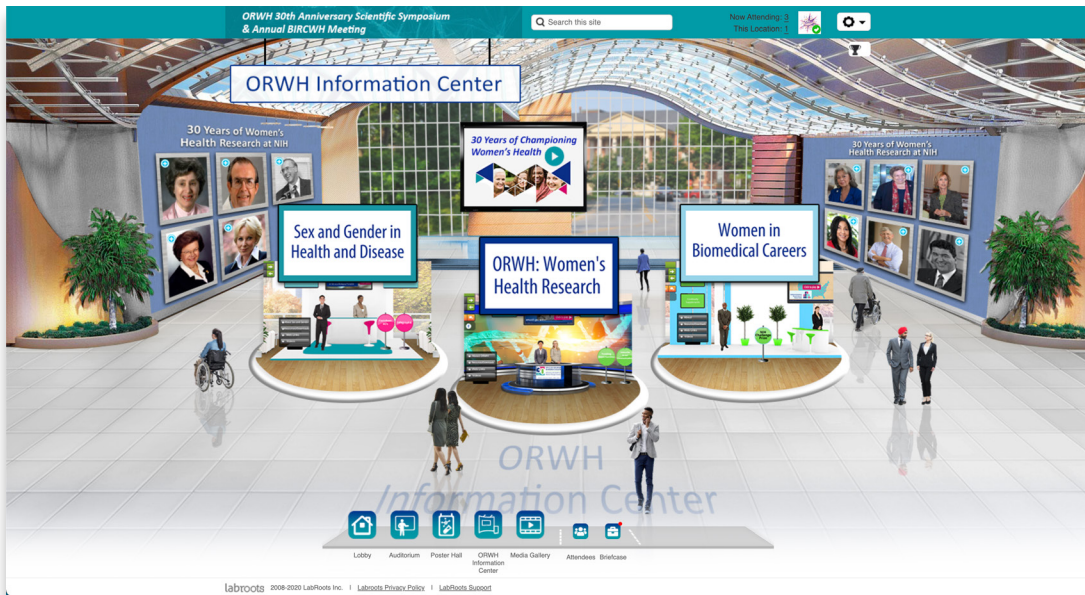 ORWH 30th Anniversary Scientific Symposium
& Annual BIRCWH Meeting
Search this site
Now Attending: 3
This Location: 1
ORWH Information Center
30 Years of Women's
Health Research at NIH
30 Years of Championing
Women's Health
30 Years of Women's
Health Research at NIH
Sex and Gender in
Health and Disease
ORWH: Women's
Health Research
Women in
Biomedical Careers
ORWH
Information Center
Lobby
Auditorium
Poster Hall
ORWH
Information
Center
Media Gallery
Attendees
Briefcase
labroots 2008-2020 LabRoots Inc. | Labroots Privacy Policy | LabRoots Support